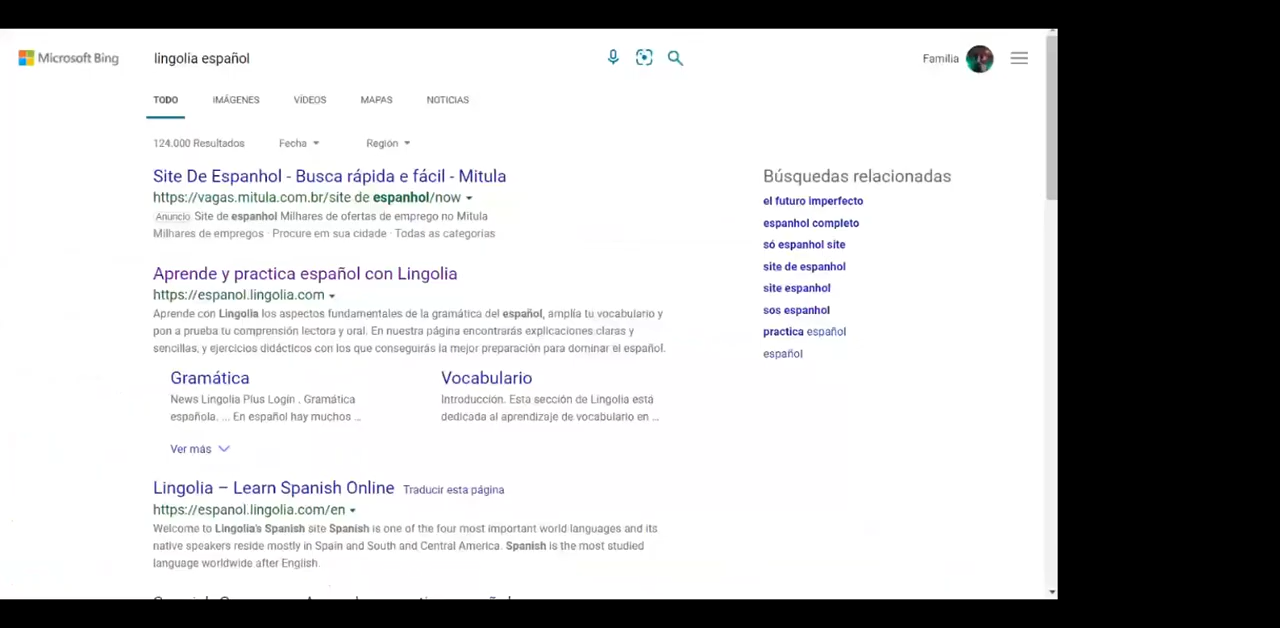 Microsoft Bing
lingolia español
Familia
TODO IMÁGENES VÍDEOS MAPAS NOTICIAS
124.000 Resultados Fecha Región
Site De Espanhol - Busca rápida e fácil - Mitula
https://vagas.mitula.com.br/site de espanhol/now
Anuncio Site de espanhol Milhares de ofertas de emprego no Mitula
Milhares de empregos · Procure em sua cidade · Todas as categorias
Aprende y practica español con Lingolia
https://espanol.lingolia.com
Aprende con Lingolia los aspectos fundamentales de la gramática del español, amplía tu vocabulario y
pon a prueba tu comprensión lectora y oral. En nuestra página encontrarás explicaciones claras y
sencillas, y ejercicios didácticos con los que conseguirás la mejor preparación para dominar el español.
Gramática
News Lingolia Plus Login . Gramática
española. ... En español hay muchos ...
Vocabulario
Introducción. Esta sección de Lingolia está
dedicada al aprendizaje de vocabulario en ...
Ver más
Lingolia – Learn Spanish Online Traducir esta página
https://espanol.lingolia.com/en
Welcome to Lingolia's Spanish site Spanish is one of the four most important world languages and its
native speakers reside mostly in Spain and South and Central America. Spanish is the most studied
language worldwide after English.
Búsquedas relacionadas
el futuro imperfecto
espanhol completo
só espanhol site
site de espanhol
site espanhol
sos espanhol
practica español
español